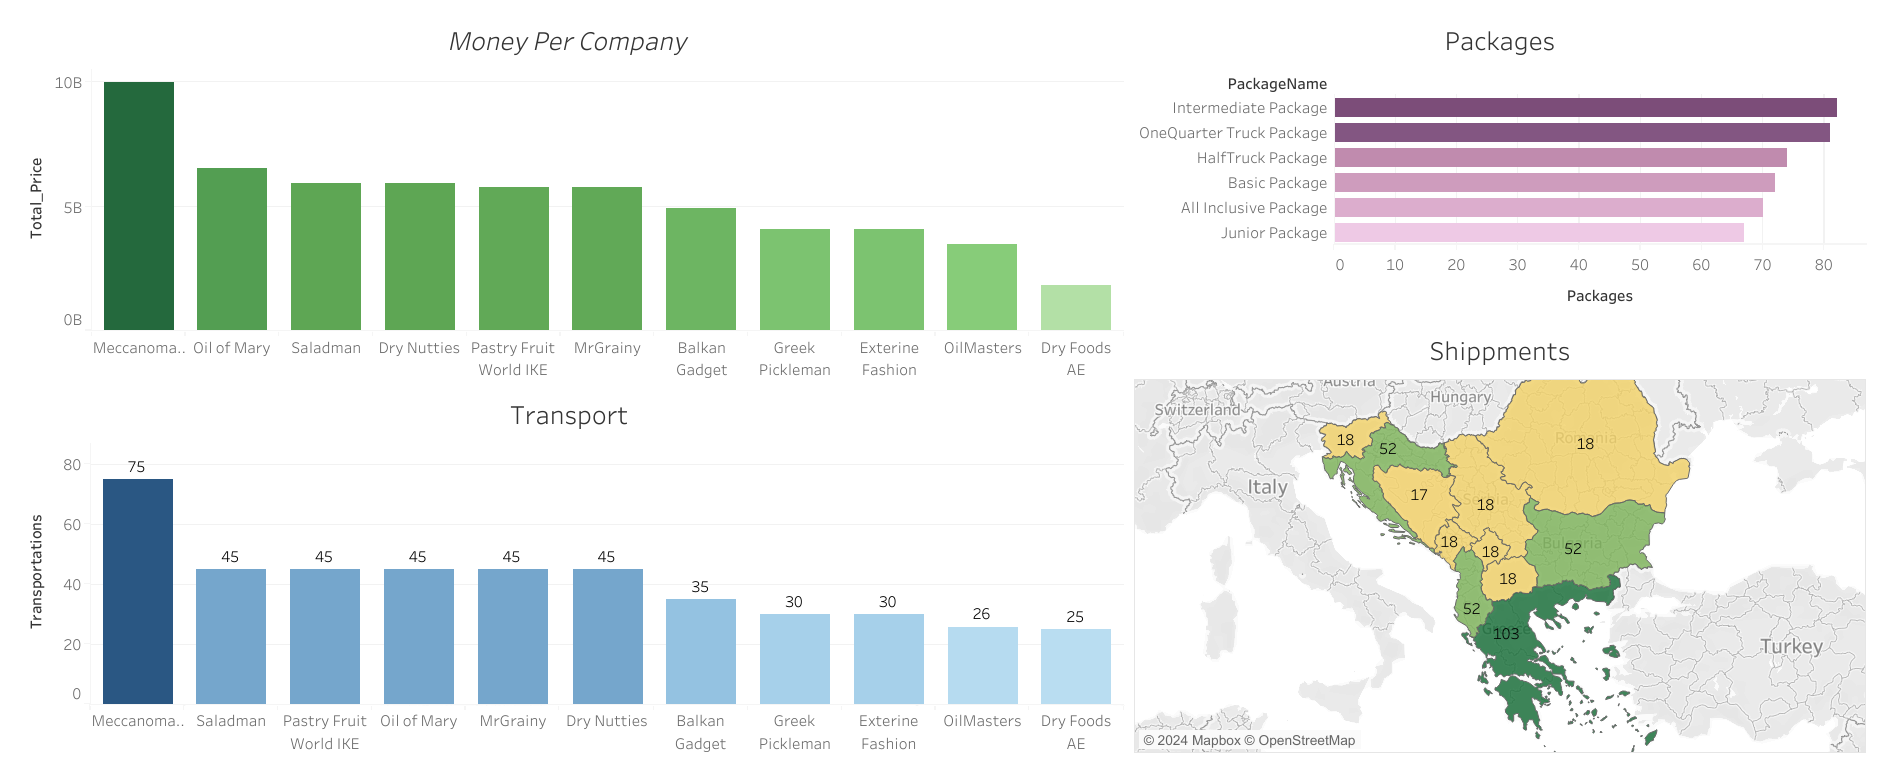 Money Per Company
Total_Price
10B
5B
0B
Meccanoma.. Oil of Mary Saladman Dry Nutties Pastry Fruit MrGrainy Balkan Greek Exterine OilMasters Dry Foods
World IKE Gadget Pickleman Fashion AE
Transport
Transportations
80
60
40
20
0
75 45 45 45 45 45 35 30 30 26 25
Meccanoma.. Saladman Pastry Fruit Oil of Mary MrGrainy Dry Nutties Balkan Greek Exterine OilMasters Dry Foods
World IKE Gadget Pickleman Fashion AE
Packages
PackageName
Intermediate Package
OneQuarter Truck Package
HalfTruck Package
Basic Package
All Inclusive Package
Junior Package
0 10 20 30 40 50 60 70 80
Packages
Shippments
Austria
Hungary
Switzerland
Romania
18
52
18
Italy
17
Serbia
18
18
18
Bulgaria
52
18
52
Greece
103
Turkey
© 2024 Mapbox © OpenStreetMap